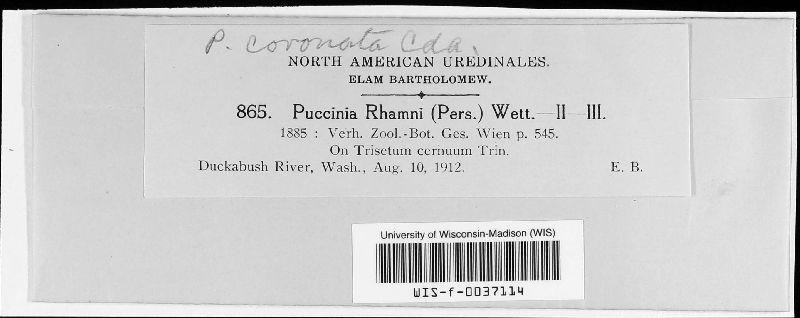 P. coronata Cda.
NORTH AMERICAN UREDINALES.
ELAM BARTHOLOMEW.
865. Puccinia Rhamni (Pers.) Wett.—II—III.
1885 : Verh. Zool.-Bot. Ges. Wien p. 545.
On Trisetum cernuum Trin.
Duckabush River, Wash., Aug. 10, 1912. E. B.
University of Wisconsin-Madison (WIS)
WIS-f-0037114